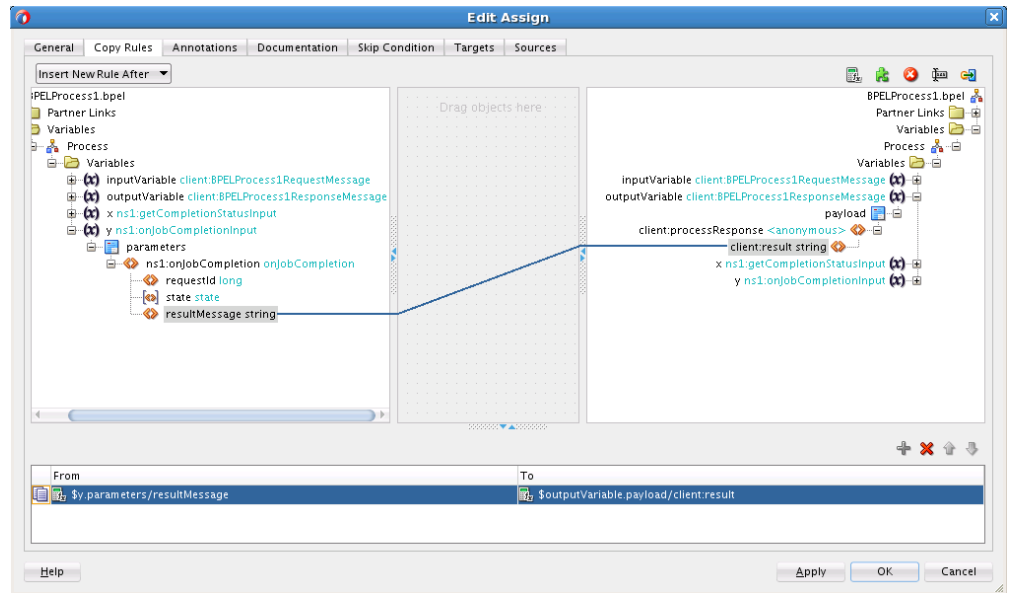 Edit Assign
General Copy Rules Annotations Documentation Skip Condition Targets Sources
Insert New Rule After
Drag objects here
BPELProcess1.bpel
Partner Links
Variables
Process
Variables
inputVariable client:BPELProcess1RequestMessage
outputVariable client:BPELProcess1ResponseMessage
(x) x ns1:getCompletionStatusInput
(x) y ns1:onJobCompletionInput
parameters
ns1:onJobCompletion onJobCompletion
requestId long
state state
resultMessage string
BPELProcess1.bpel
Partner Links
Variables
Process
Variables
inputVariable client:BPELProcess1RequestMessage (x)
outputVariable client:BPELProcess1ResponseMessage (x)
payload
client:processResponse <anonymous>
client:result string
x ns1:getCompletionStatusInput (x)
y ns1:onJobCompletionInput (x)
From To
$y.parameters/resultMessage $outputVariable.payload/client:result
Help Apply OK Cancel